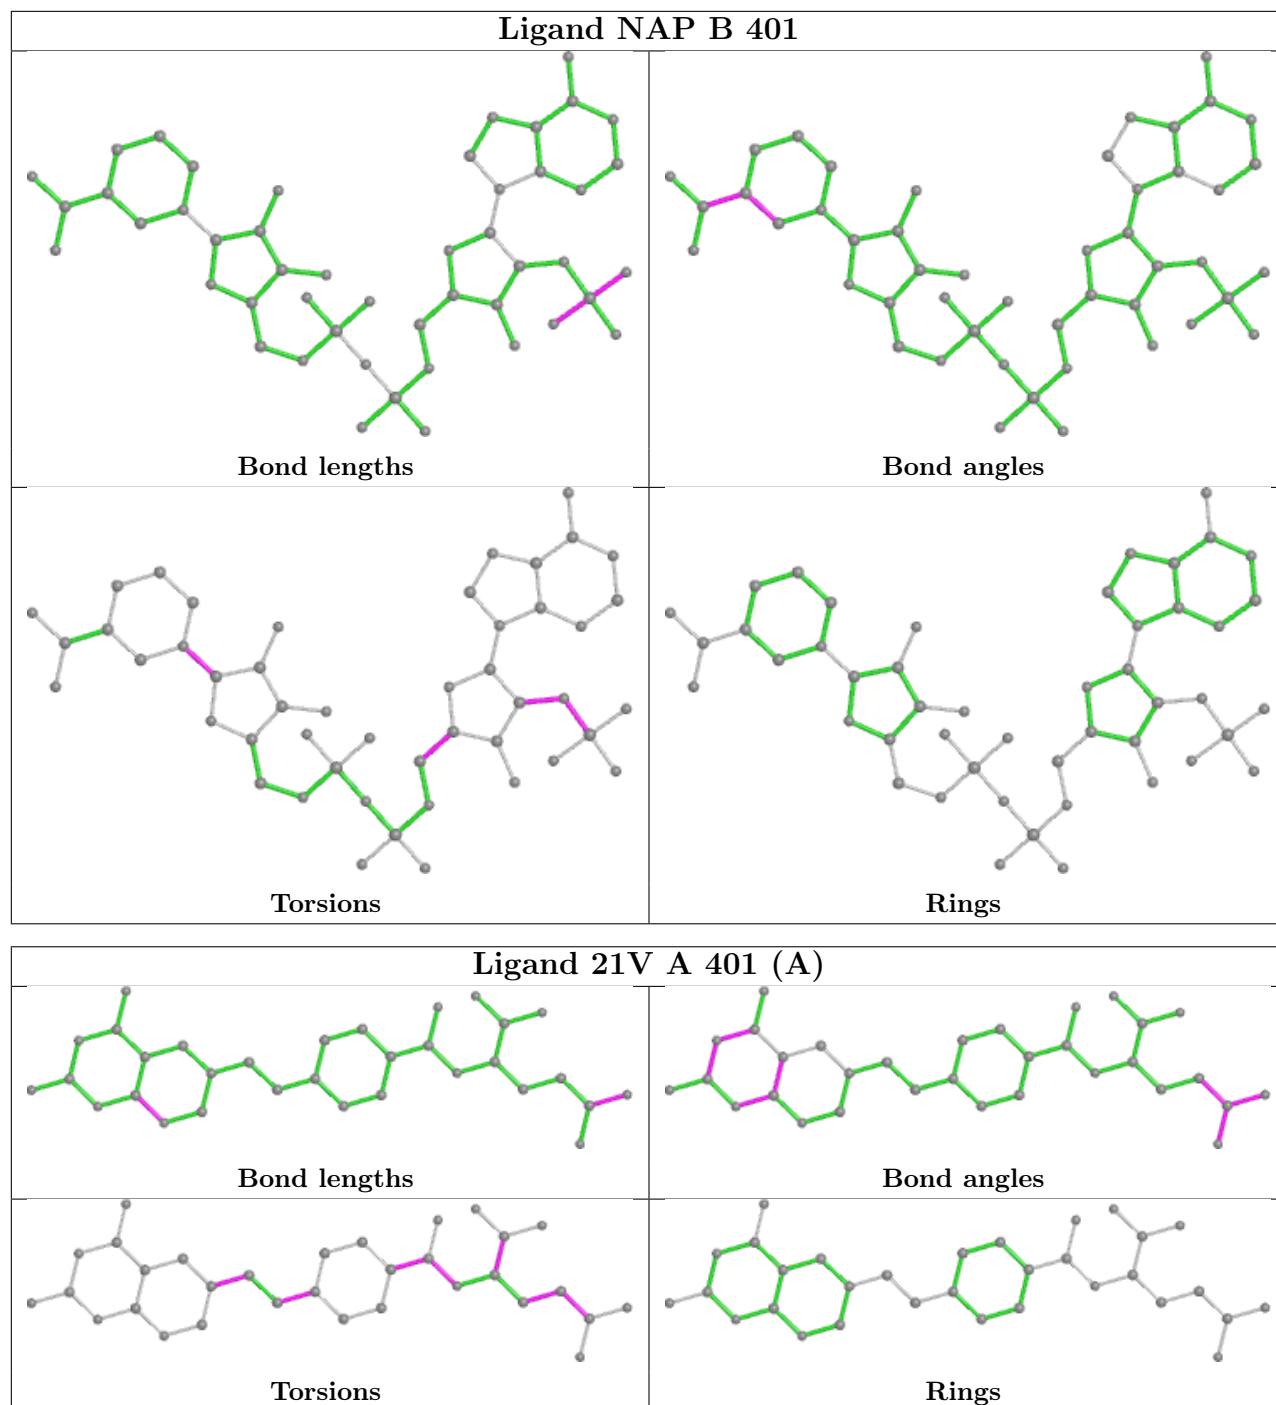 Ligand NAP B 401
Bond lengths
Bond angles
Torsions
Rings
Ligand 21V A 401 (A)
Bond lengths
Bond angles
Torsions
Rings